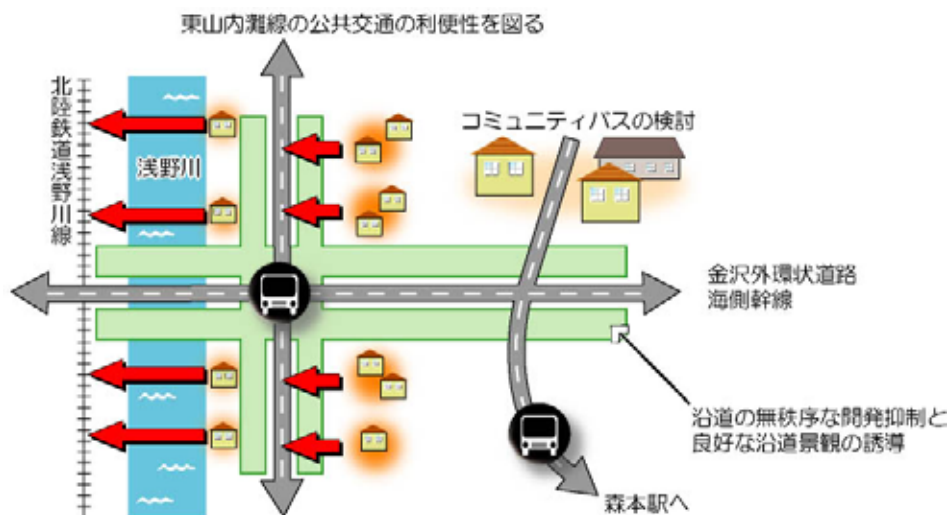 東山内灘線の公共交通の利便性を図る
北陸鉄道浅野川線
浅野川
コミュニティバスの検討
金沢外環状道路
海側幹線
沿道の無秩序な開発抑制と
良好な沿道景観の誘導
森本駅へ